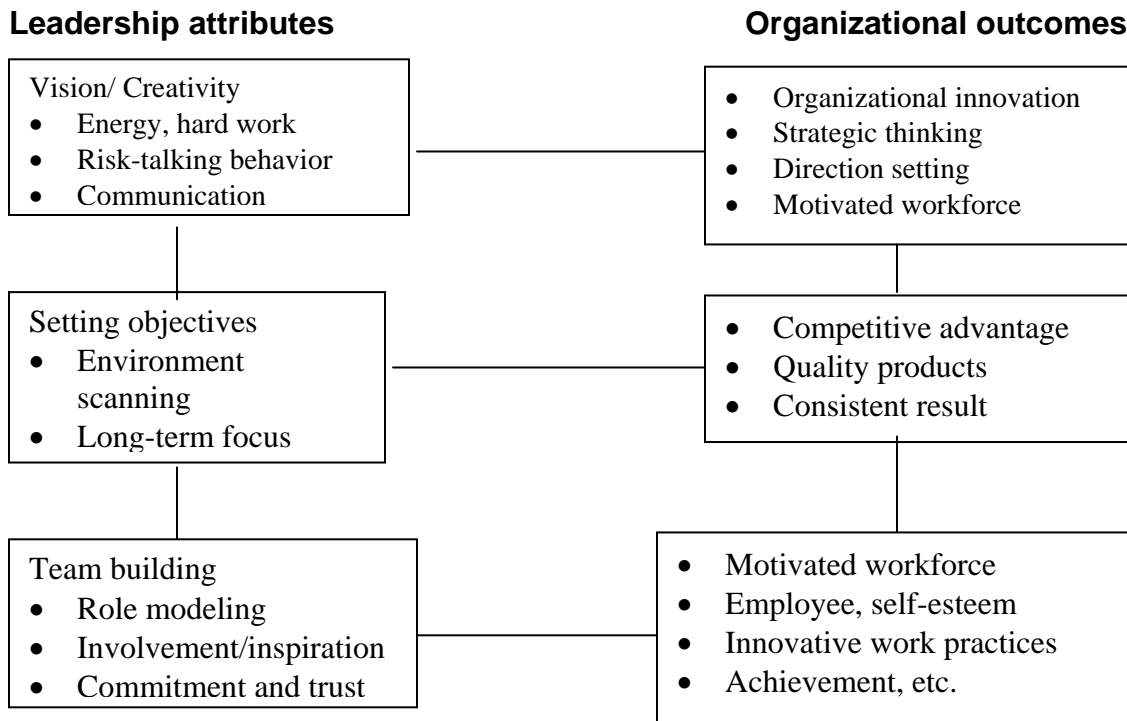 Leadership attributes
Organizational outcomes
Vision/ Creativity
• Energy, hard work
• Risk-talking behavior
• Communication
• Organizational innovation
• Strategic thinking
• Direction setting
• Motivated workforce
Setting objectives
• Environment
scanning
• Long-term focus
• Competitive advantage
• Quality products
• Consistent result
Team building
• Role modeling
• Involvement/inspiration
• Commitment and trust
• Motivated workforce
• Employee, self-esteem
• Innovative work practices
• Achievement, etc.